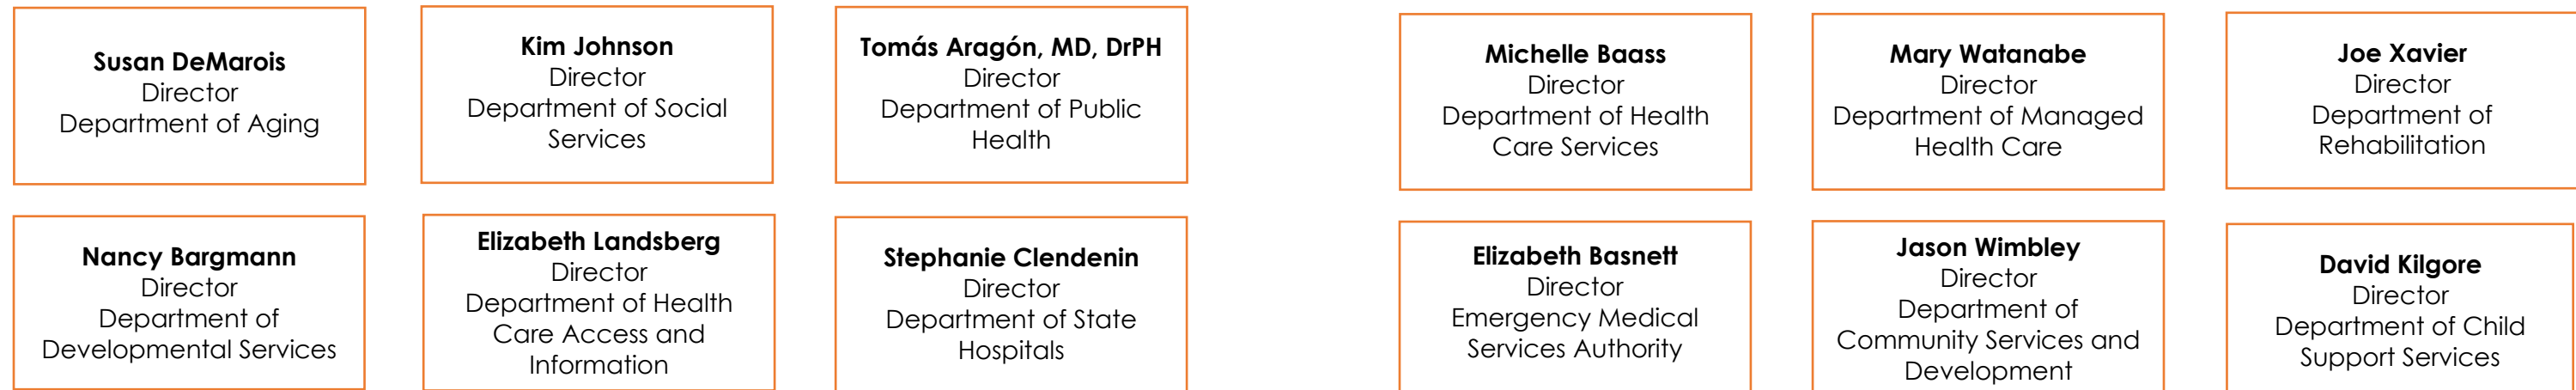 Susan DeMarois
Director
Department of Aging
Kim Johnson
Director
Department of Social
Services
Tomás Aragón, MD, DrPH
Director
Department of Public
Health
Michelle Baass
Director
Department of Health
Care Services
Mary Watanabe
Director
Department of Managed
Health Care
Joe Xavier
Director
Department of
Rehabilitation
Nancy Bargmann
Director
Department of
Developmental Services
Elizabeth Landsberg
Director
Department of Health
Care Access and
Information
Stephanie Clendenin
Director
Department of State
Hospitals
Elizabeth Basnett
Director
Emergency Medical
Services Authority
Jason Wimbley
Director
Department of
Community Services and
Development
David Kilgore
Director
Department of Child
Support Services